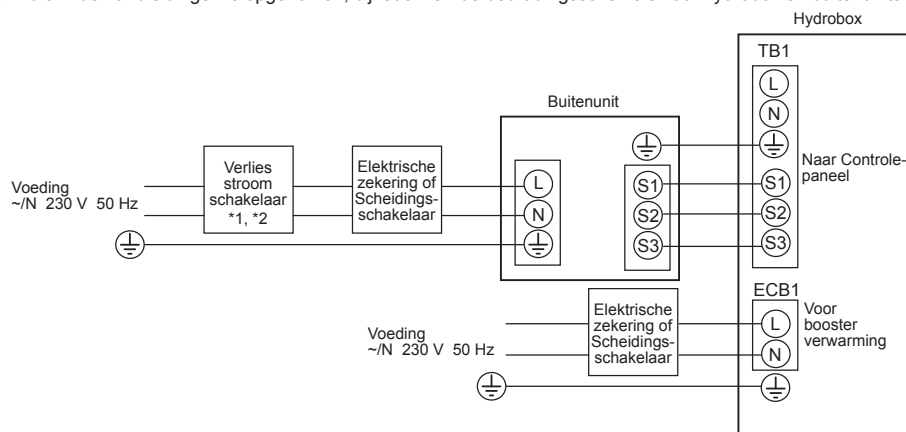 Hydrobox
TB1
L
N
Buitenunit
Verlies
stroom
schakelaar
*1, *2
Elektrische
zekering of
Scheidings-
schakelaar
Voeding
~/N 230 V 50 Hz
L
N
S1
S2
S3
S1
S2
S3
Naar Controle-
paneel
ECB1
L
N
Voor
booster
verwarming
Elektrische
zekering of
Scheidings-
schakelaar
Voeding
~/N 230 V 50 Hz